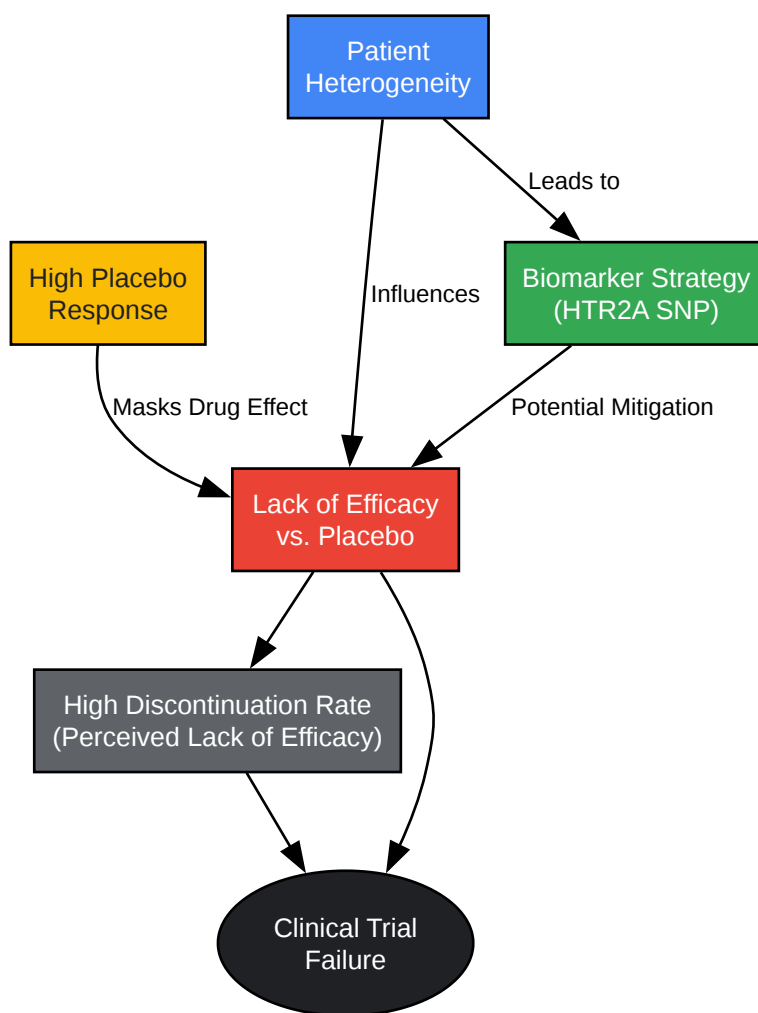 Patient
Heterogeneity
Leads to
High Placebo
Response
Influences
Biomarker Strategy
(HTR2A SNP)
Masks Drug Effect
Potential Mitigation
Lack of Efficacy
vs. Placebo
High Discontinuation Rate
(Perceived Lack of Efficacy)
Clinical Trial
Failure